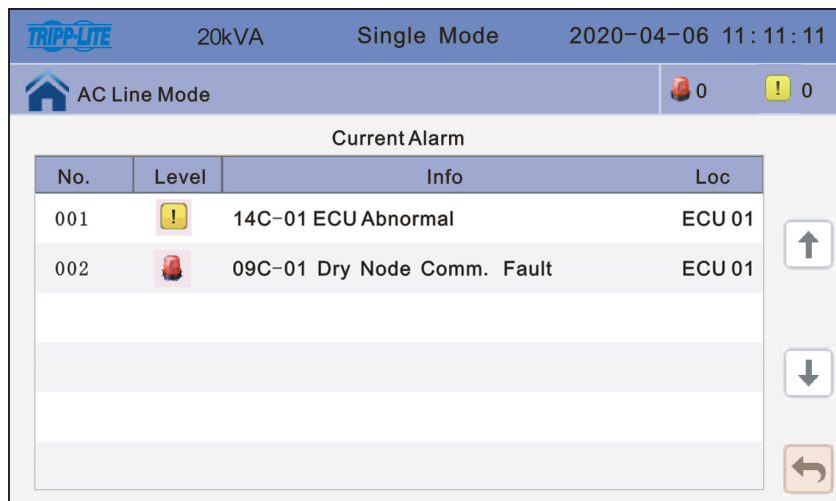 TRIPP-LITE 20kVA Single Mode 2020-04-06 11:11:11
AC Line Mode 0 ! 0
Current Alarm
No. Level Info Loc
001 ! 14C-01 ECU Abnormal ECU 01
002 09C-01 Dry Node Comm. Fault ECU 01